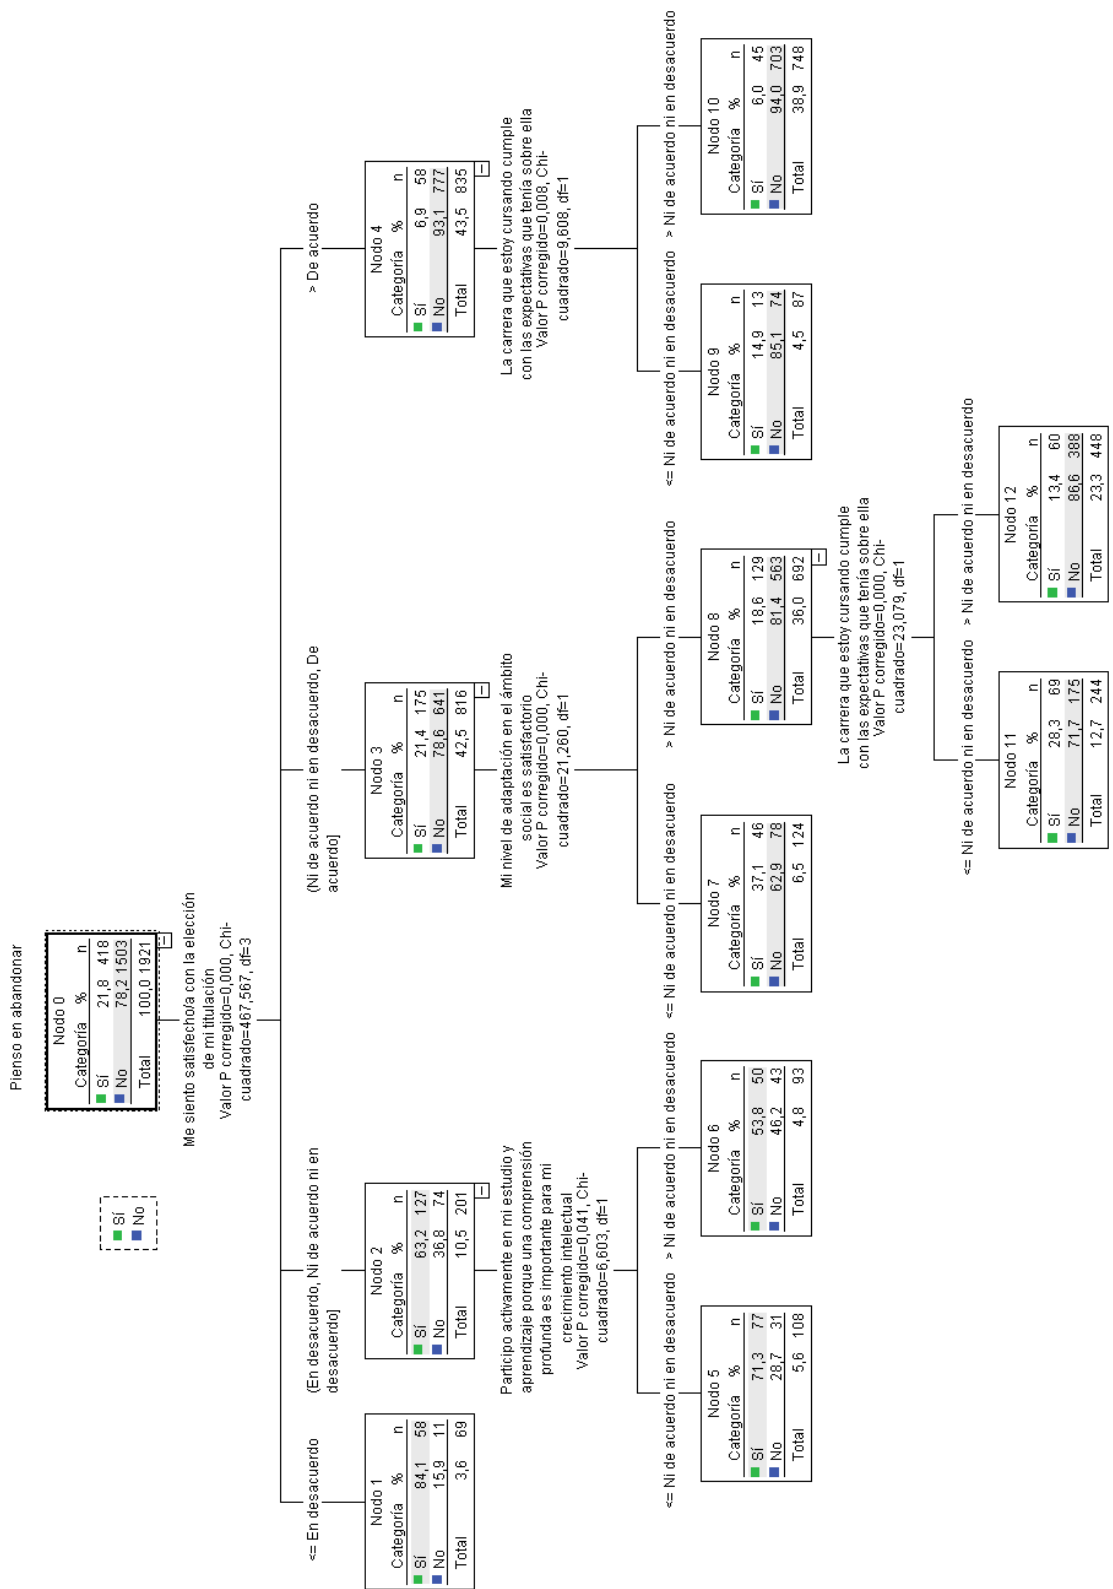 Pienso en abandonar
Nodo 0
Categoría % n
Sí 21,8 418
No 78,2 1503
Total 100,0 1921
Sí
No
Me siento satisfecho/a con la elección
de mi titulación
Valor P corregido=0,000, Chi-
cuadrado=467,567, df=3
<= En desacuerdo
(En desacuerdo, Ni de acuerdo ni en
desacuerdo]
(Ni de acuerdo ni en desacuerdo, De
acuerdo]
> De acuerdo
Nodo 1
Categoría % n
Sí 84,1 58
No 15,9 11
Total 3,6 69
Nodo 2
Categoría % n
Sí 63,2 127
No 36,8 74
Total 10,5 201
Nodo 3
Categoría % n
Sí 21,4 175
No 78,6 641
Total 42,5 816
Nodo 4
Categoría % n
Sí 6,9 58
No 93,1 777
Total 43,5 835
Participo activamente en mi estudio y
aprendizaje porque una comprensión
profunda es importante para mi
crecimiento intelectual
Valor P corregido=0,041, Chi-
cuadrado=6,603, df=1
Mi nivel de adaptación en el ámbito
social es satisfactorio
Valor P corregido=0,000, Chi-
cuadrado=21,260, df=1
La carrera que estoy cursando cumple
con las expectativas que tenía sobre ella
Valor P corregido=0,008, Chi-
cuadrado=9,608, df=1
<= Ni de acuerdo ni en desacuerdo
> Ni de acuerdo ni en desacuerdo
<= Ni de acuerdo ni en desacuerdo
> Ni de acuerdo ni en desacuerdo
<= Ni de acuerdo ni en desacuerdo
> Ni de acuerdo ni en desacuerdo
Nodo 5
Categoría % n
Sí 71,3 77
No 28,7 31
Total 5,6 108
Nodo 6
Categoría % n
Sí 53,8 50
No 46,2 43
Total 4,8 93
Nodo 7
Categoría % n
Sí 37,1 46
No 62,9 78
Total 6,5 124
Nodo 8
Categoría % n
Sí 18,6 129
No 81,4 563
Total 36,0 692
Nodo 9
Categoría % n
Sí 14,9 13
No 85,1 74
Total 4,5 87
Nodo 10
Categoría % n
Sí 6,0 45
No 94,0 703
Total 38,9 748
La carrera que estoy cursando cumple
con las expectativas que tenía sobre ella
Valor P corregido=0,000, Chi-
cuadrado=23,079, df=1
<= Ni de acuerdo ni en desacuerdo
> Ni de acuerdo ni en desacuerdo
Nodo 11
Categoría % n
Sí 28,3 69
No 71,7 175
Total 12,7 244
Nodo 12
Categoría % n
Sí 13,4 60
No 86,6 388
Total 23,3 448